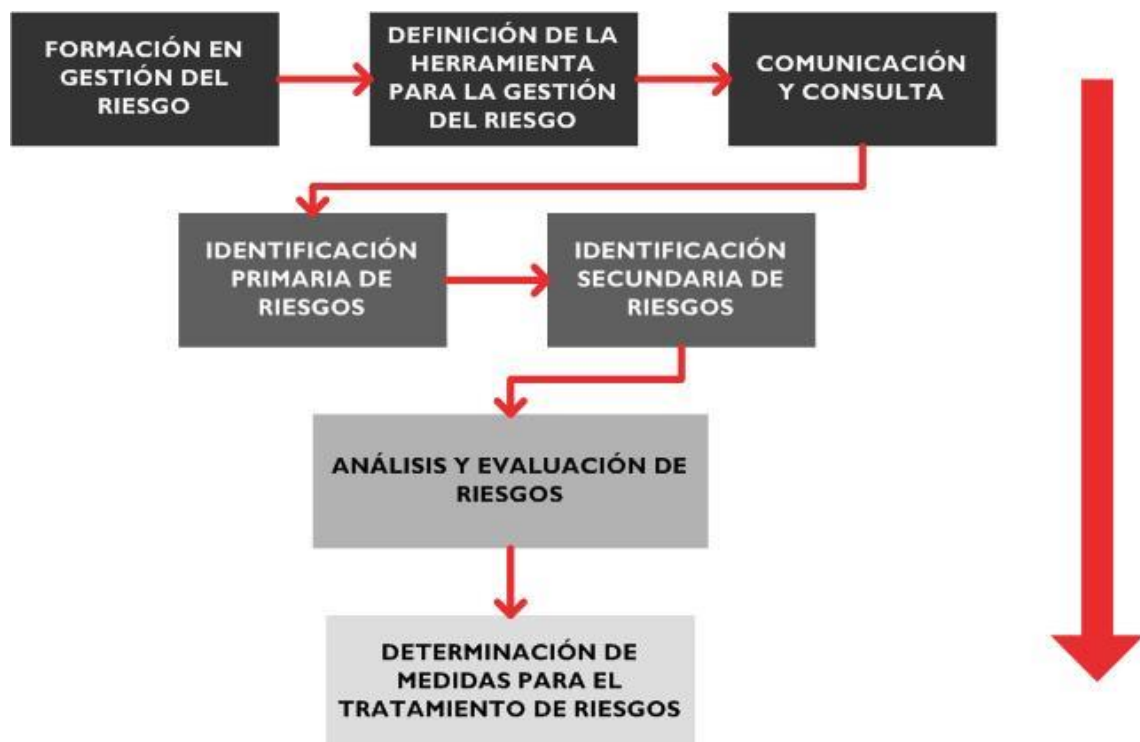 FORMACIÓN EN
GESTIÓN DEL
RIESGO
DEFINICIÓN DE LA
HERRAMIENTA
PARA LA GESTIÓN
DEL RIESGO
COMUNICACIÓN
Y CONSULTA
IDENTIFICACIÓN
PRIMARIA DE
RIESGOS
IDENTIFICACIÓN
SECUNDARIA DE
RIESGOS
ANÁLISIS Y EVALUACIÓN DE
RIESGOS
DETERMINACIÓN DE
MEDIDAS PARA EL
TRATAMIENTO DE RIESGOS